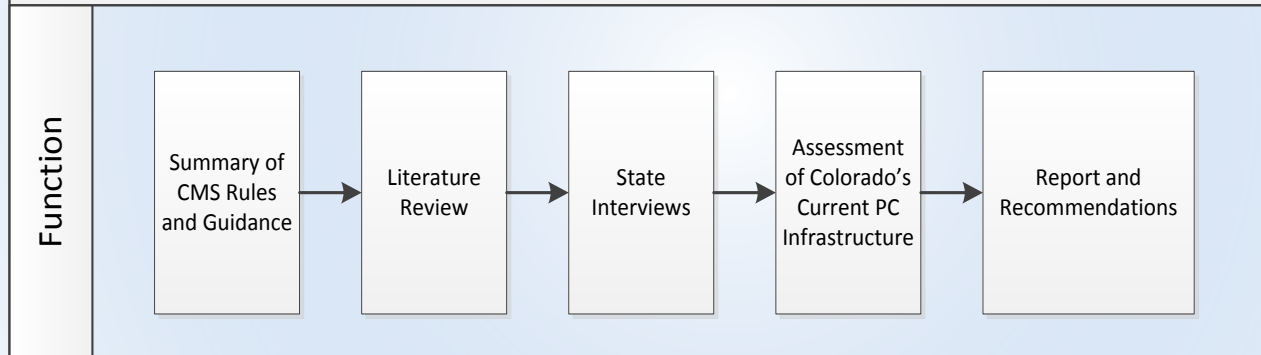 Function
Summary of
CMS Rules
and Guidance
Literature
Review
State
Interviews
Assessment
of Colorado's
Current PC
Infrastructure
Report and
Recommendations